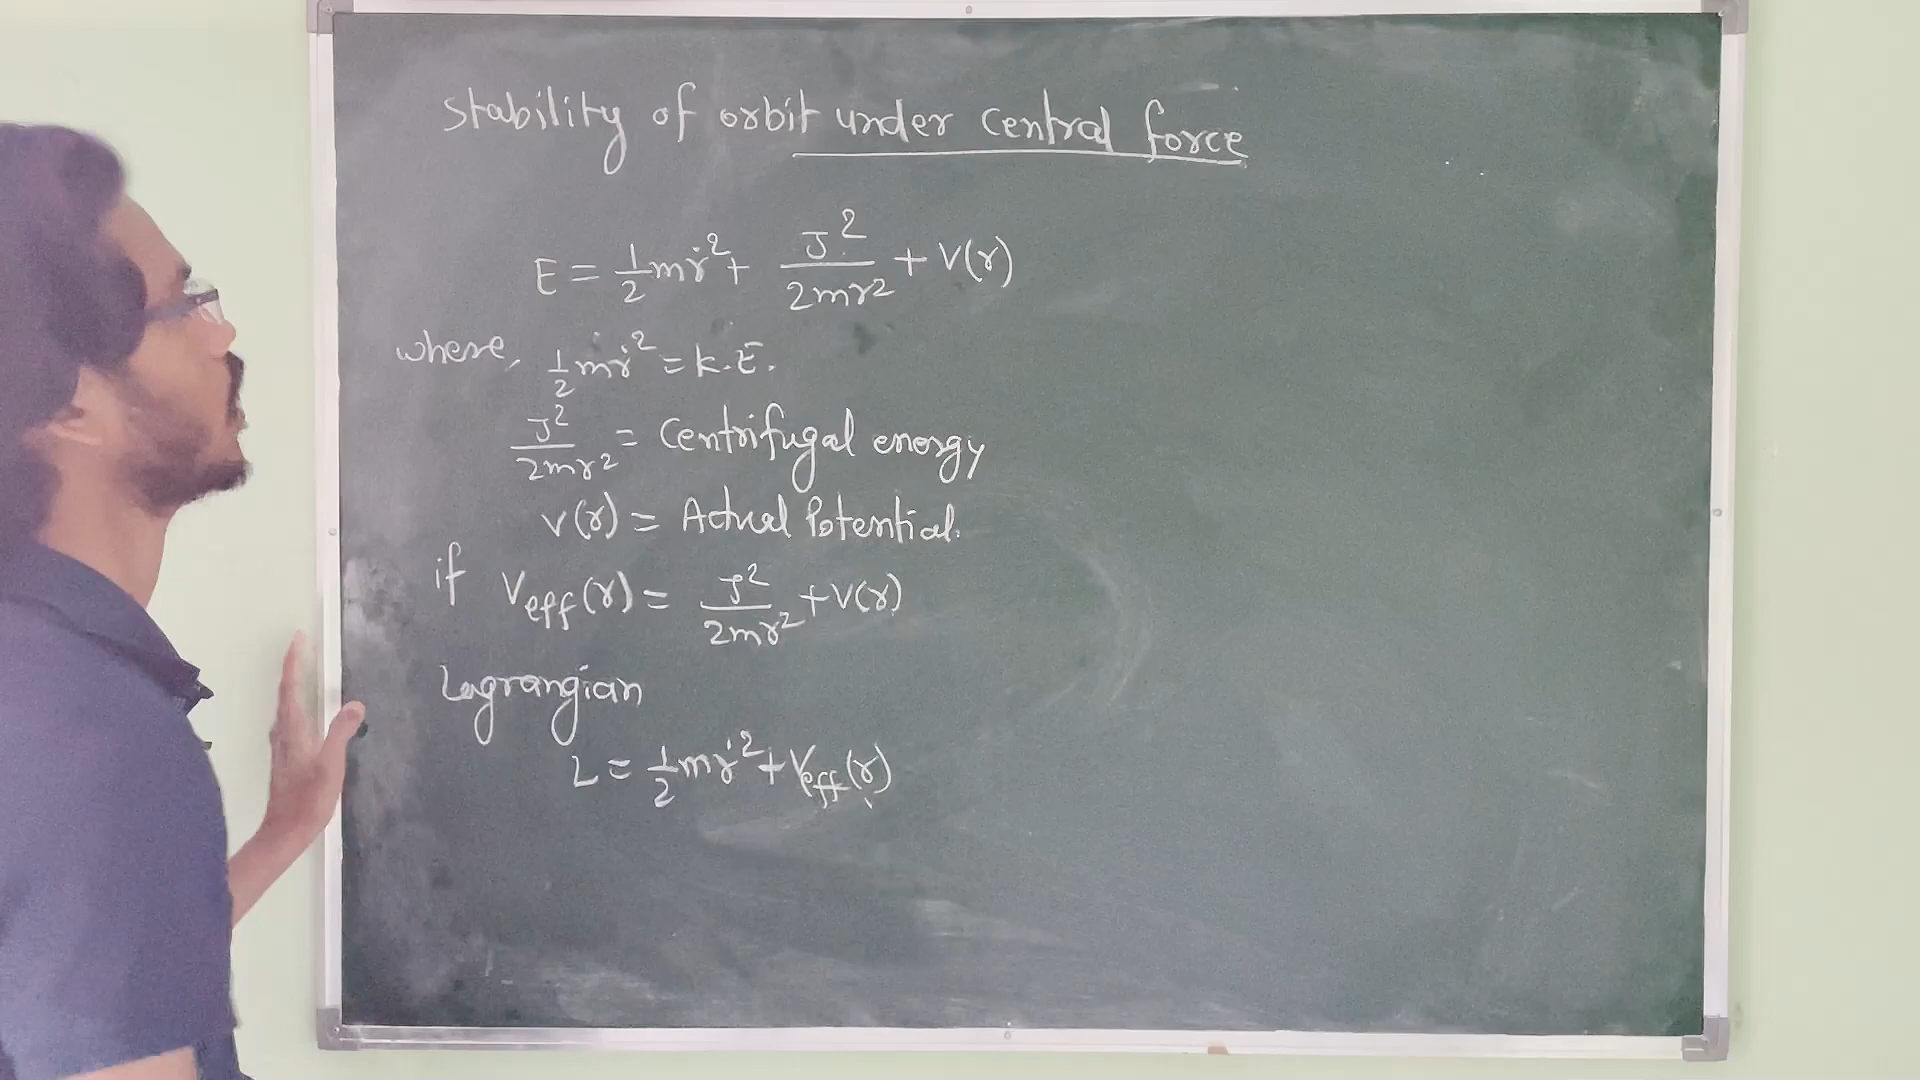 Stability of orbit under central force
E = 1/2 mṙ² + J²/2mr² + V(r)
where, 1/2 mṙ² = K.E.
J²/2mr² = Centrifugal energy
V(r) = Actual Potential.
if Veff(r) = J²/2mr² + V(r)
Lagrangian
L = 1/2 mṙ² + Veff(r)